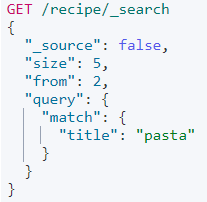 GET /recipe/_search
{
  "_source": false,
  "size": 5,
  "from": 2,
  "query": {
    "match": {
      "title": "pasta"
    }
  }
}